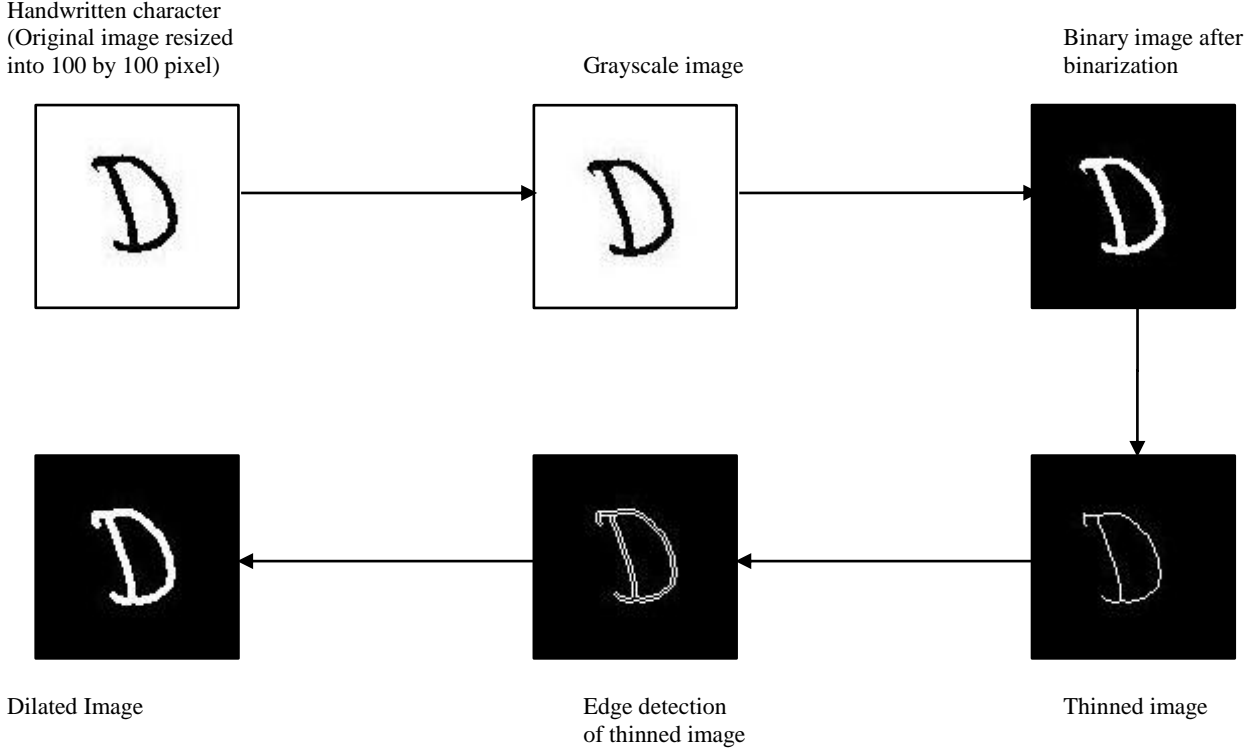 Handwritten character
(Original image resized
into 100 by 100 pixel)
Grayscale image
Binary image after
binarization
D
D
D
D
D
D
Dilated Image
Edge detection
of thinned image
Thinned image